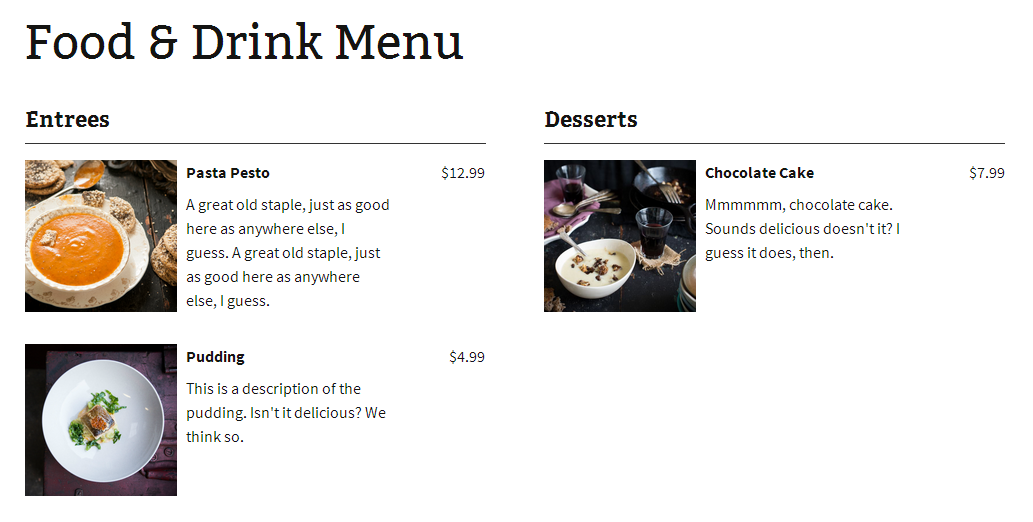 Food & Drink Menu
Entrees
Pasta Pesto $12.99
A great old staple, just as good
here as anywhere else, I
guess. A great old staple, just
as good here as anywhere
else, I guess.
Pudding $4.99
This is a description of the
pudding. Isn't it delicious? We
think so.
Desserts
Chocolate Cake $7.99
Mmmmmm, chocolate cake.
Sounds delicious doesn't it? I
guess it does, then.